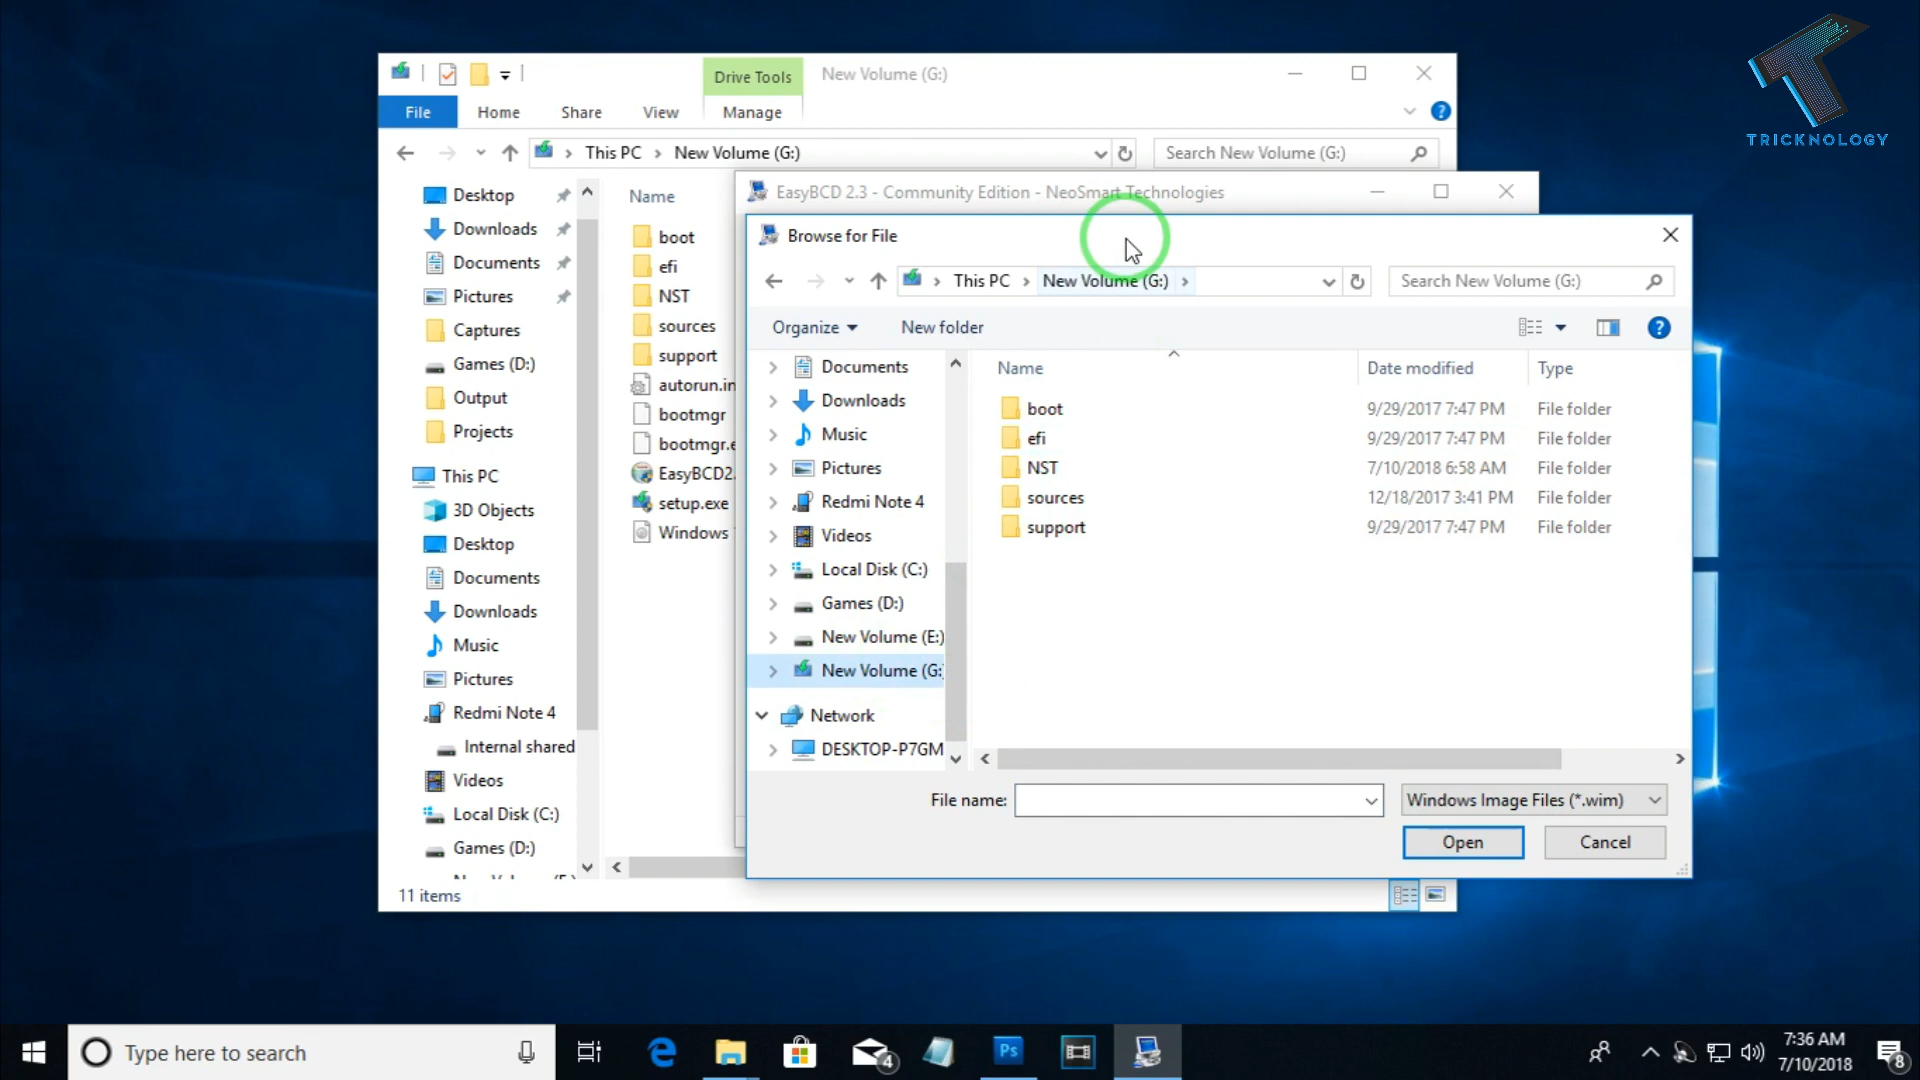 TRICKNOLOGY
Drive Tools
New Volume (G:)
File
Home
Share
View
Manage
This PC
New Volume (G:)
Search New Volume (G:)
Desktop
Downloads
Documents
Pictures
Captures
Games (D:)
Output
Projects
This PC
3D Objects
Desktop
Documents
Downloads
Music
Pictures
Redmi Note 4
Internal shared
Videos
Local Disk (C:)
Games (D:)
Name
boot
efi
NST
sources
support
autorun.in
bootmgr
bootmgr.e
EasyBCD2.
setup.exe
Windows
11 items
EasyBCD 2.3 - Community Edition - NeoSmart Technologies
Browse for File
This PC
New Volume (G:)
Search New Volume (G:)
Organize
New folder
Documents
Downloads
Music
Pictures
Redmi Note 4
Videos
Local Disk (C:)
Games (D:)
New Volume (E:)
New Volume (G:
Network
DESKTOP-P7GM
Name Date modified Type
boot 9/29/2017 7:47 PM File folder
efi 9/29/2017 7:47 PM File folder
NST 7/10/2018 6:58 AM File folder
sources 12/18/2017 3:41 PM File folder
support 9/29/2017 7:47 PM File folder
File name:
Windows Image Files (*.wim)
Open
Cancel
Type here to search
4
Ps
7:36 AM
7/10/2018
8